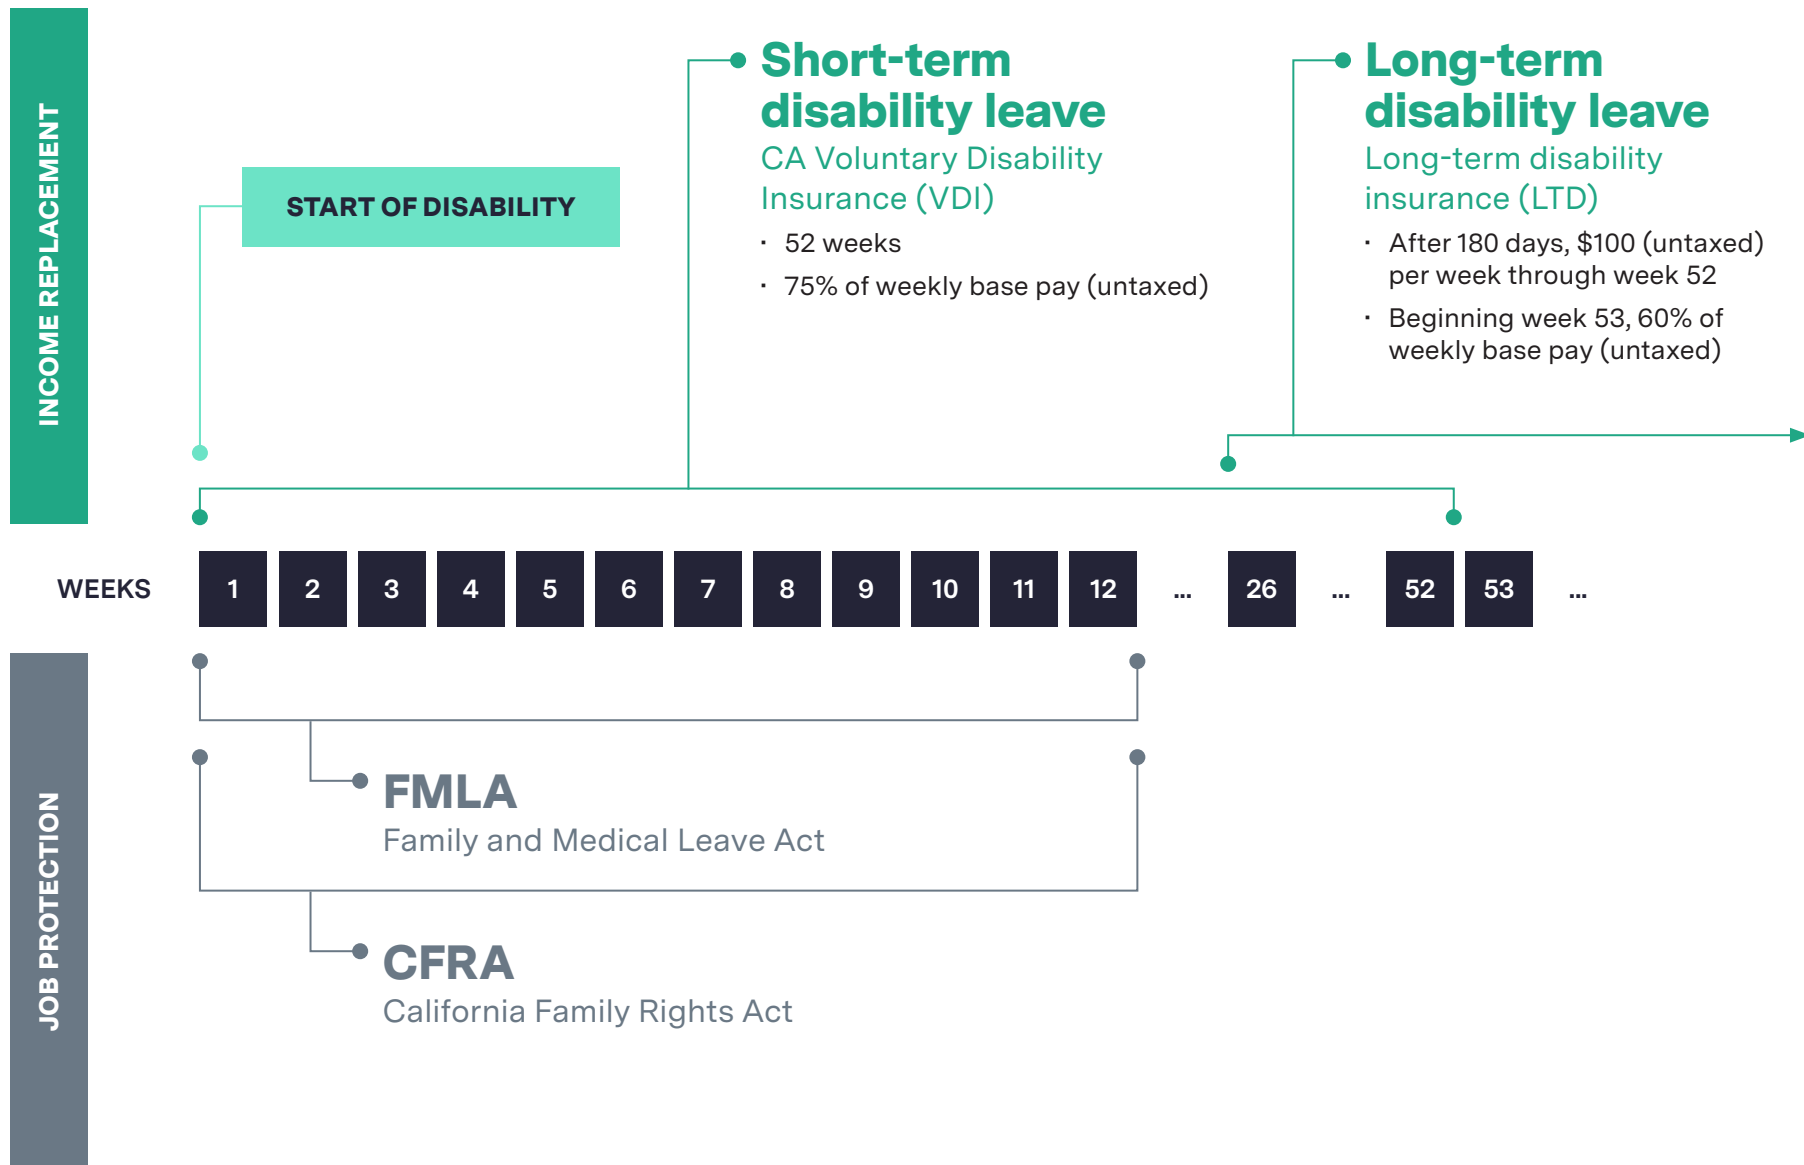 INCOME REPLACEMENT
START OF DISABILITY
Short-term
disability leave
CA Voluntary Disability
Insurance (VDI)
· 52 weeks
· 75% of weekly base pay (untaxed)
Long-term
disability leave
Long-term disability
insurance (LTD)
· After 180 days, $100 (untaxed)
per week through week 52
· Beginning week 53, 60% of
weekly base pay (untaxed)
WEEKS 1 2 3 4 5 6 7 8 9 10 11 12 ... 26 ... 52 53 ...
JOB PROTECTION
FMLA
Family and Medical Leave Act
CFRA
California Family Rights Act